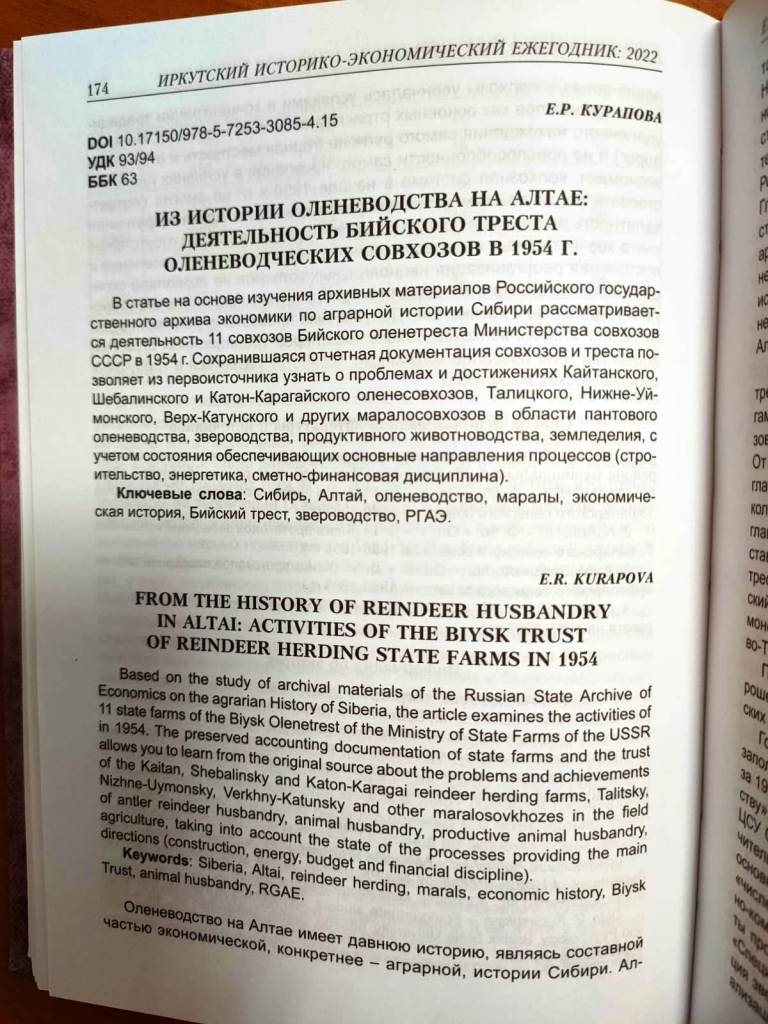 174
ИРКУТСКИЙ ИСТОРИКО-ЭКОНОМИЧЕСКИЙ ЕЖЕГОДНИК: 2022
Е.Р. КУРАПОВА
DOI 10.17150/978-5-7253-3085-4.15
УДК 93/94
ББК 63
ИЗ ИСТОРИИ ОЛЕНЕВОДСТВА НА АЛТАЕ:
ДЕЯТЕЛЬНОСТЬ БИЙСКОГО ТРЕСТА
ОЛЕНЕВОДЧЕСКИХ СОВХОЗОВ В 1954 Г.
В статье на основе изучения архивных материалов Российского государ-
ственного архива экономики по аграрной истории Сибири рассматривает-
ся деятельность 11 совхозов Бийского оленетреста Министерства совхозов
СССР в 1954 г. Сохранившаяся отчетная документация совхозов и треста по-
зволяет из первоисточника узнать о проблемах и достижениях Кайтанского,
Шебалинского и Катон-Карагайского оленесовхозов, Талицкого, Нижне-Уй-
монского, Верх-Катунского и других маралосовхозов в области пантового
оленеводства, звероводства, продуктивного животноводства, земледелия, с
учетом состояния обеспечивающих основные направления процессов (стро-
ительство, энергетика, сметно-финансовая дисциплина).
Ключевые слова: Сибирь, Алтай, оленеводство, маралы, экономиче-
ская история, Бийский трест, звероводство, РГАЭ.
E.R. KURAPOVA
FROM THE HISTORY OF REINDEER HUSBANDRY
IN ALTAI: ACTIVITIES OF THE BIYSK TRUST
OF REINDEER HERDING STATE FARMS IN 1954
Based on the study of archival materials of the Russian State Archive of
Economics on the agrarian History of Siberia, the article examines the activities of
11 state farms of the Biysk Olenetrest of the Ministry of State Farms of the USSR
in 1954. The preserved accounting documentation of state farms and the trust
allows you to learn from the original source about the problems and achievements
of the Kaitan, Shebalinsky and Katon-Karagai reindeer herding farms, Talitsky,
Nizhne-Uymonsky, Verkhny-Katunsky and other maralosovkhozes in the field
of antler reindeer husbandry, animal husbandry, productive animal husbandry,
agriculture, taking into account the state of the processes providing the main
directions (construction, energy, budget and financial discipline).
Keywords: Siberia, Altai, reindeer herding, marals, economic history, Biysk
Trust, animal husbandry, RGAE.
Оленеводство на Алтае имеет давнюю историю, являясь составной
частью экономической, конкретнее – аграрной, истории Сибири. Ал-